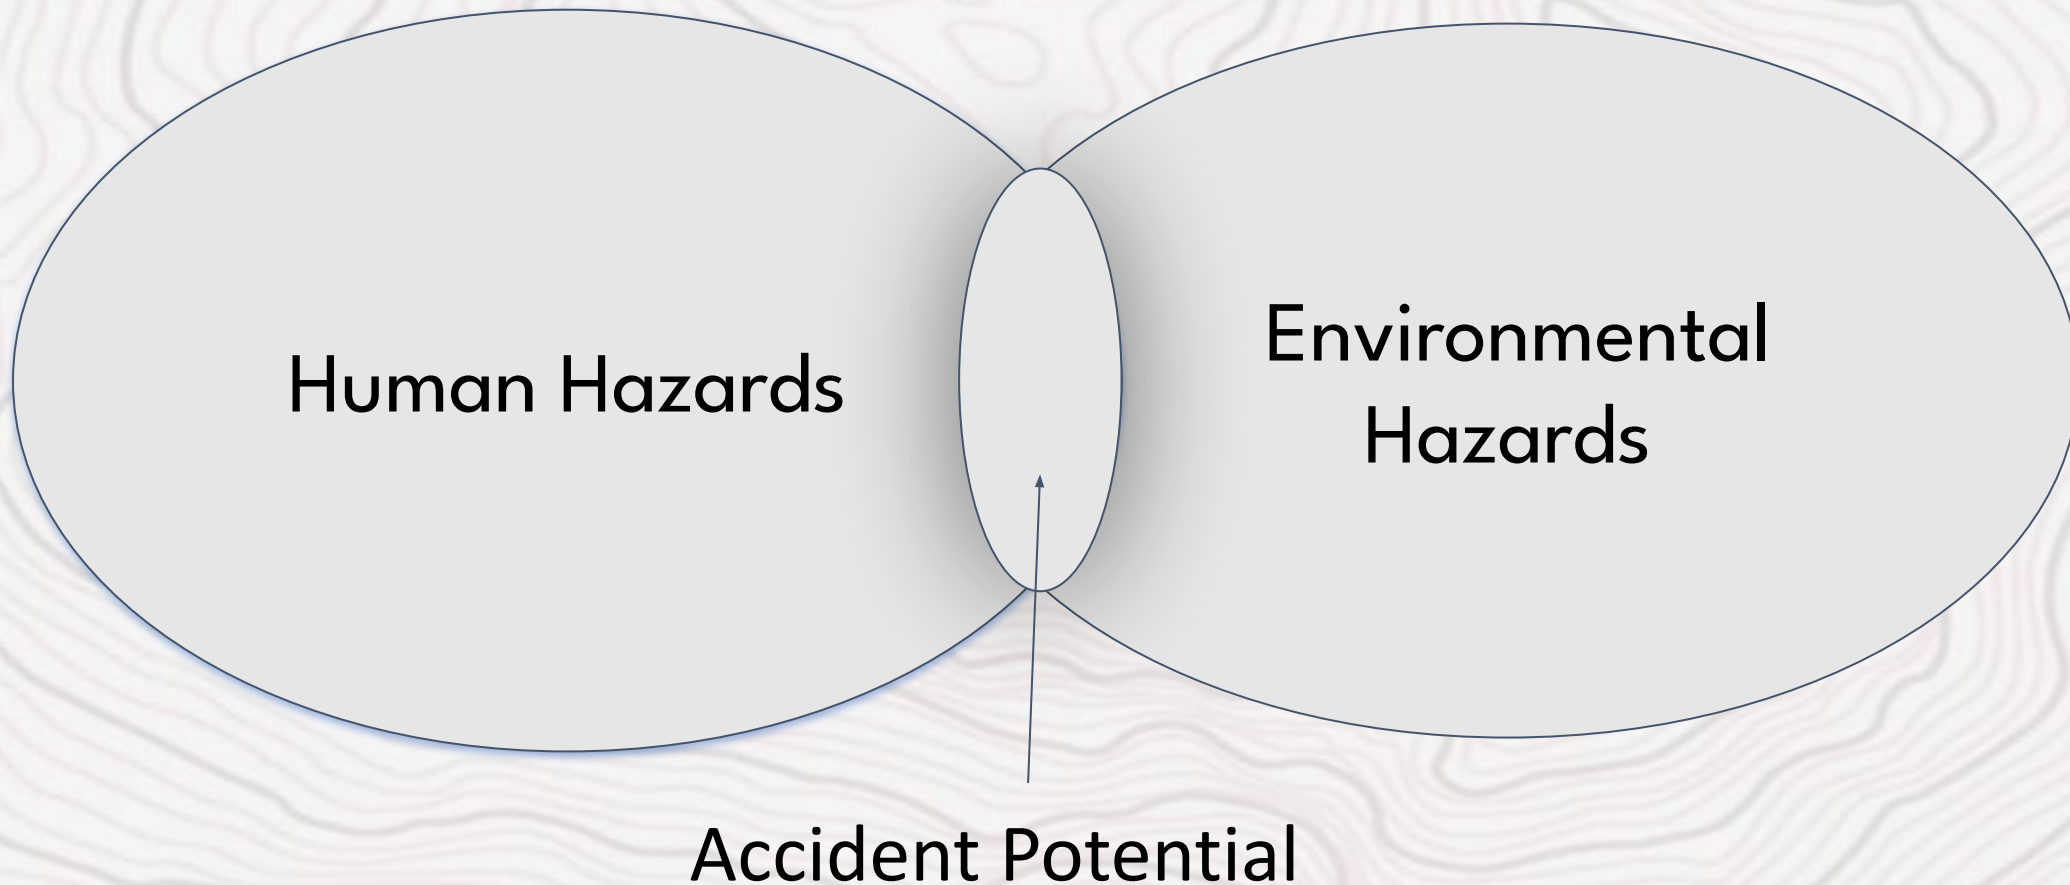 Human Hazards
Environmental
Hazards
Accident Potential